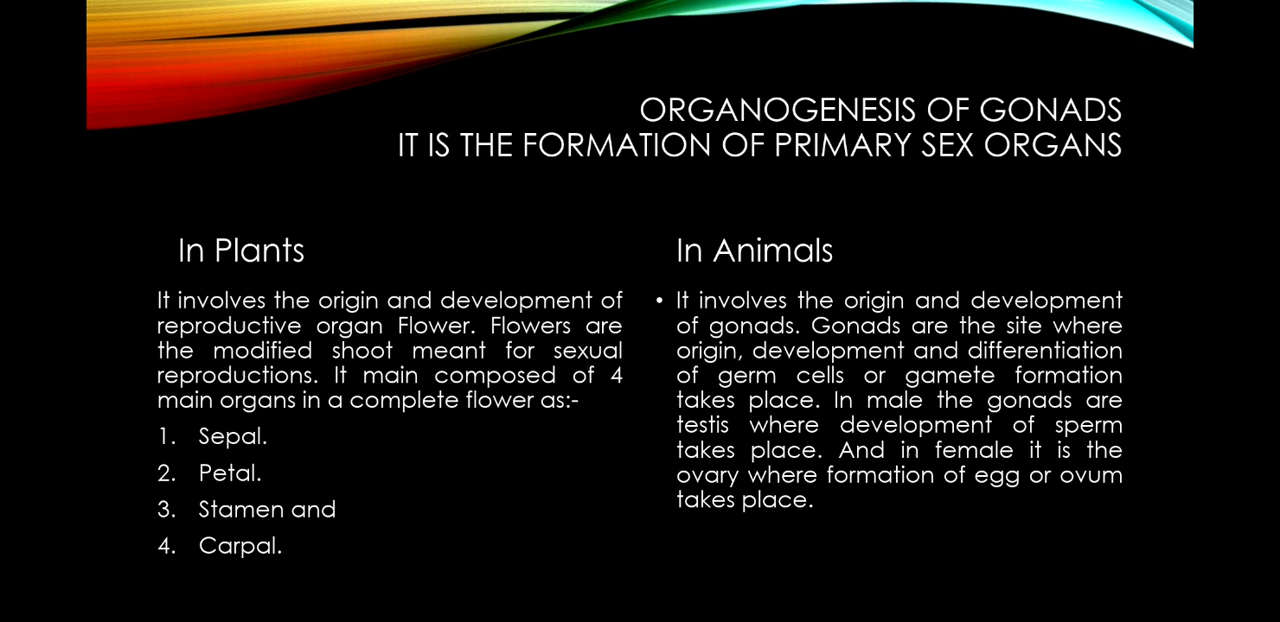 ORGANOGENESIS OF GONADS
IT IS THE FORMATION OF PRIMARY SEX ORGANS
In Plants
It involves the origin and development of
reproductive organ Flower. Flowers are
the modified shoot meant for sexual
reproductions. It main composed of 4
main organs in a complete flower as:-
1. Sepal.
2. Petal.
3. Stamen and
4. Carpal.
In Animals
• It involves the origin and development
of gonads. Gonads are the site where
origin, development and differentiation
of germ cells or gamete formation
takes place. In male the gonads are
testis where development of sperm
takes place. And in female it is the
ovary where formation of egg or ovum
takes place.